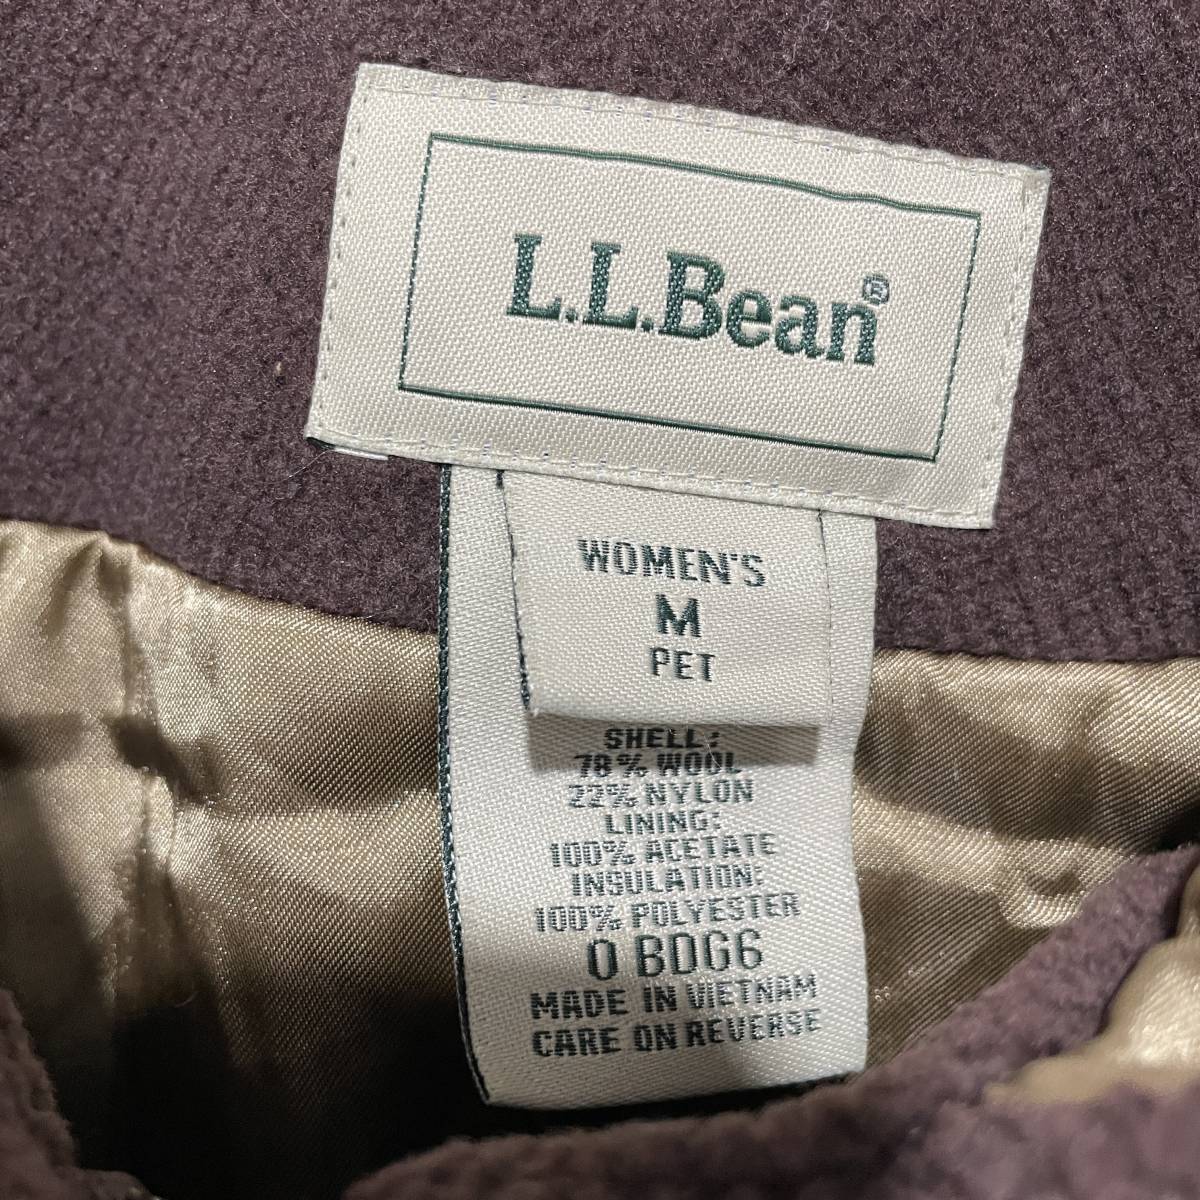 L.L.Bean®
WOMEN'S
M
PET
SHELL:
78% WOOL
22% NYLON
LINING:
100% ACETATE
INSULATION:
100% POLYESTER
0 BDG6
MADE IN VIETNAM
CARE ON REVERSE